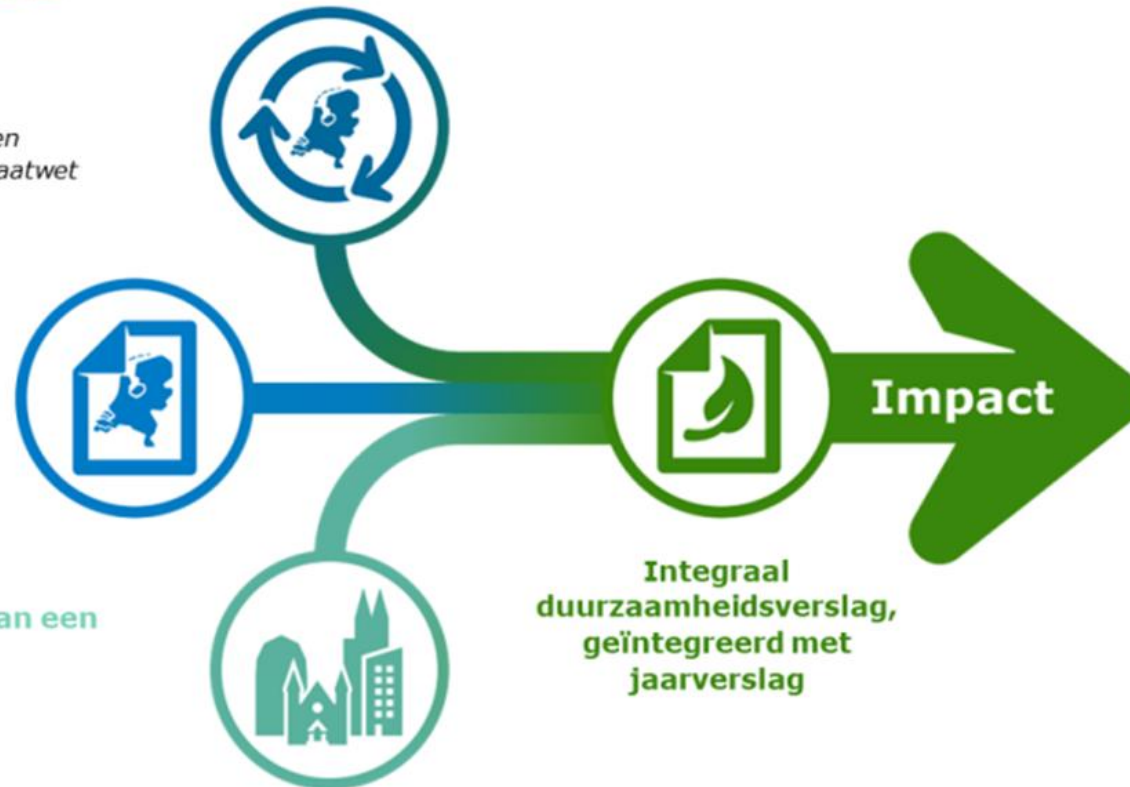 en
aatwet
Impact
Integraal
duurzaamheidsverslag,
geïntegreerd met
jaarverslag
an een